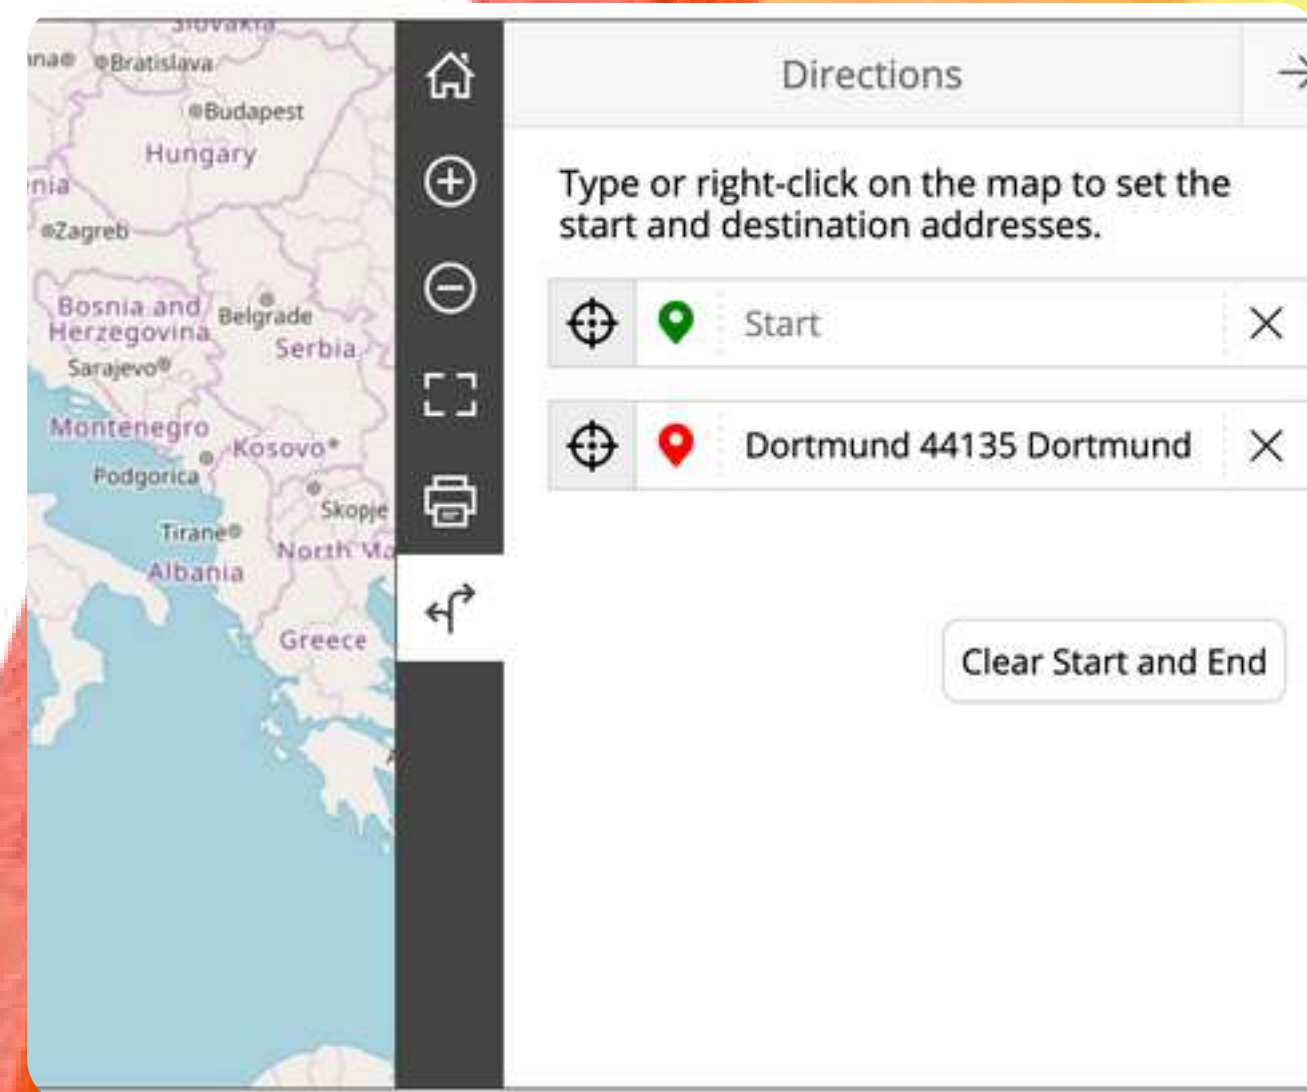 Slovakia
Bratislava
Budapest
Hungary
Zagreb
Bosnia and
Herzegovina
Belgrade
Serbia
Sarajevo
Montenegro
Kosovo*
Podgorica
Skopje
Tirane
North Ma
Albania
Greece
Directions
Type or right-click on the map to set the
start and destination addresses.
Start
Dortmund 44135 Dortmund
Clear Start and End